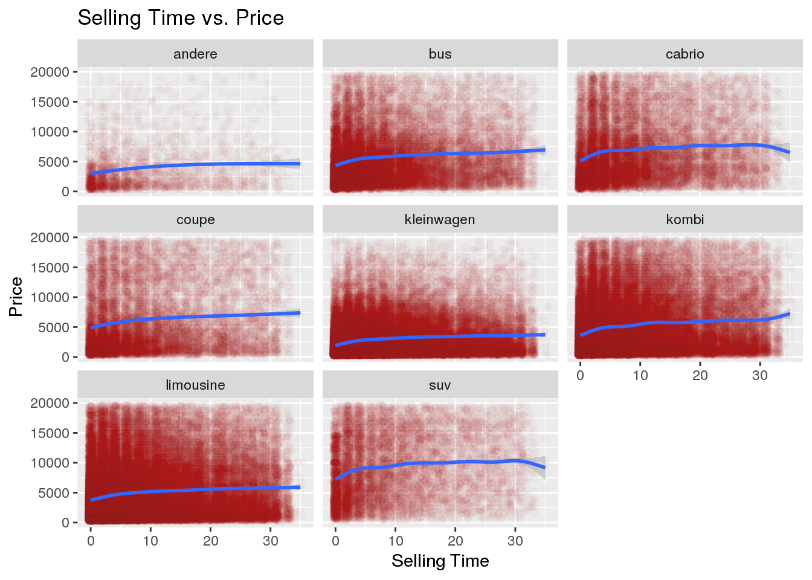 Selling Time vs. Price
andere bus cabrio
20000
15000
10000
5000
0
coupe kleinwagen kombi
20000
15000
10000
5000
0
0 10 20 30
limousine suv
20000
15000
10000
5000
0
0 10 20 30 0 10 20 30
Price
Selling Time